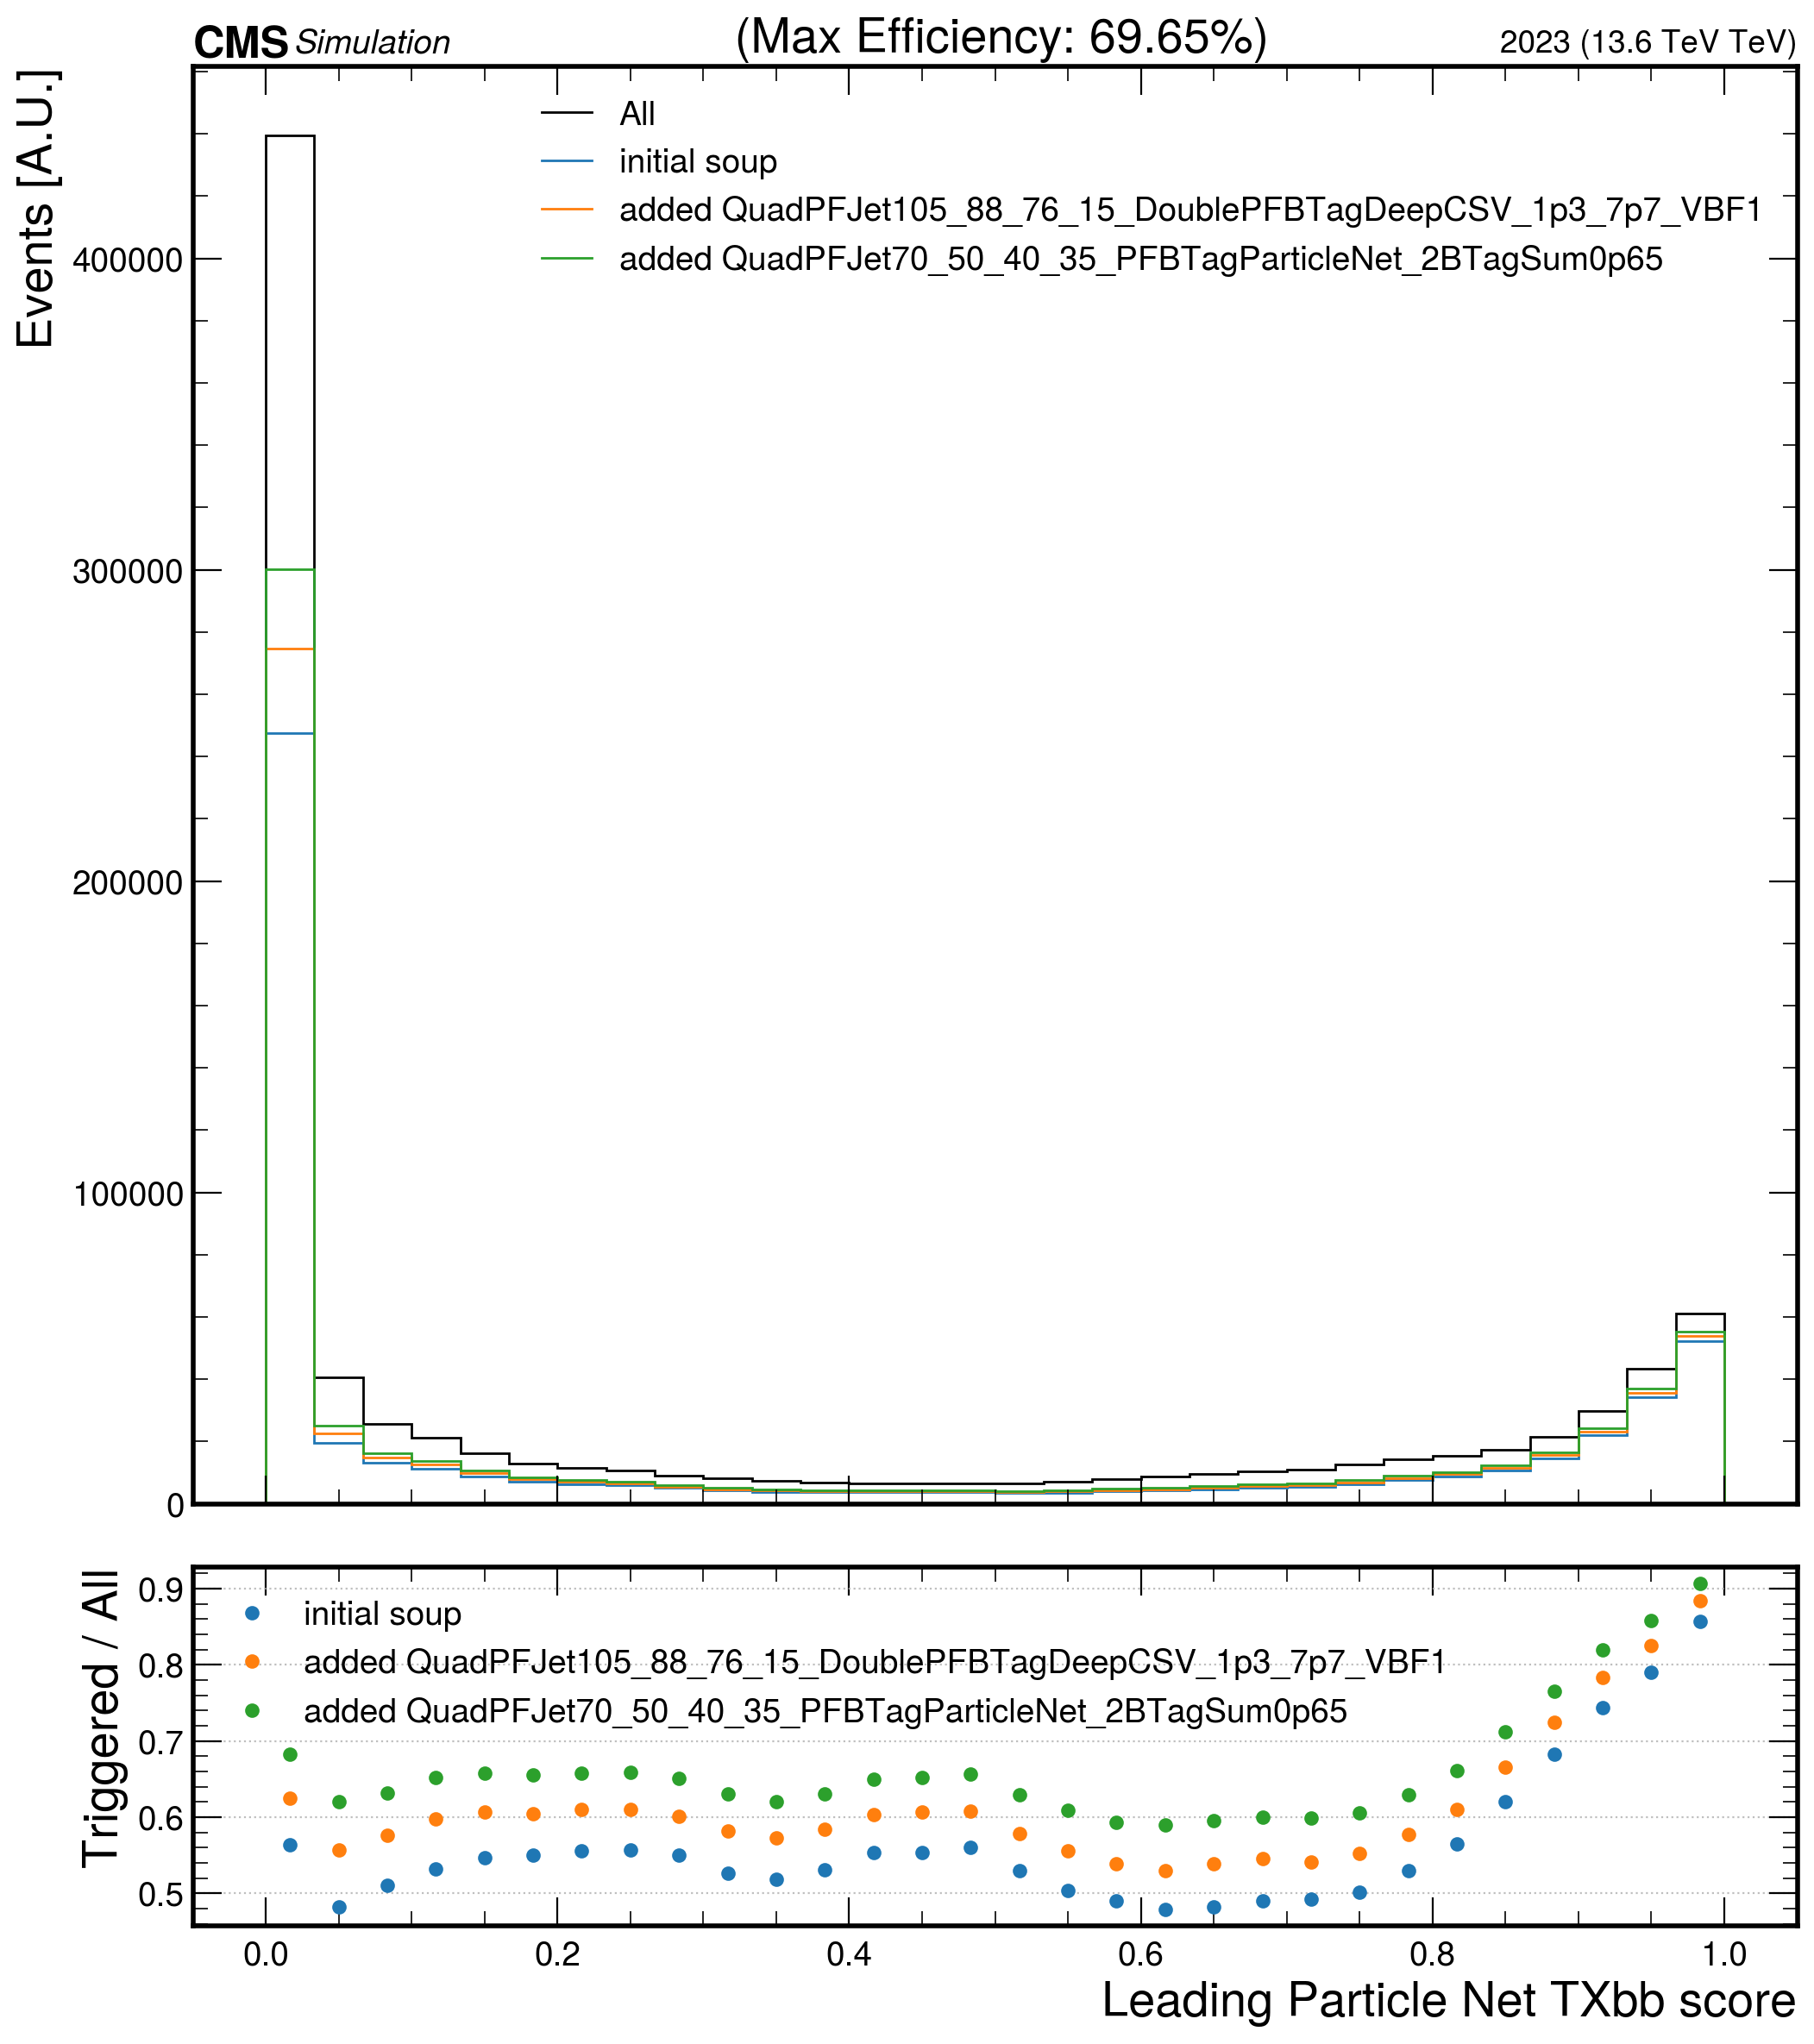 CMS Simulation (Max Efficiency: 69.65%) 2023 (13.6 TeV TeV)
Events [A.U.]
All
initial soup
added QuadPFJet105_88_76_15_DoublePFBTagDeepCSV_1p3_7p7_VBF1
added QuadPFJet70_50_40_35_PFBTagParticleNet_2BTagSum0p65
400000
300000
200000
100000
0
Triggered / All
initial soup
added QuadPFJet105_88_76_15_DoublePFBTagDeepCSV_1p3_7p7_VBF1
added QuadPFJet70_50_40_35_PFBTagParticleNet_2BTagSum0p65
0.9
0.8
0.7
0.6
0.5
0.0 0.2 0.4 0.6 0.8 1.0
Leading Particle Net TXbb score